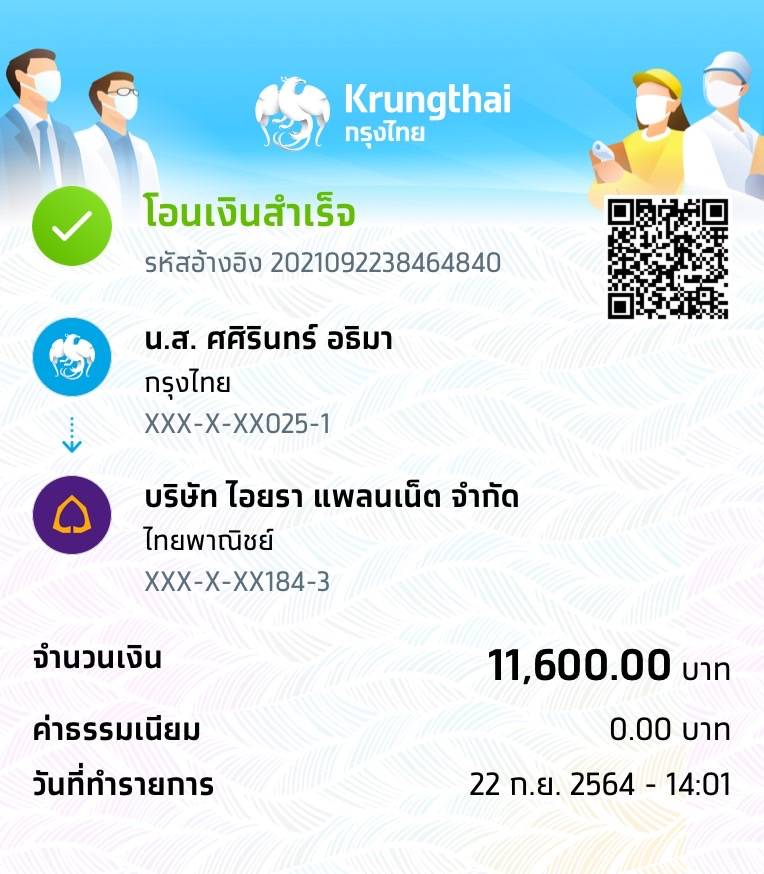 Krungthai
กรุงไทย
โอนเงินสำเร็จ
รหัสอ้างอิง 2021092238464840
น.ส. ศศิรินทร์ อธิมา
กรุงไทย
XXX-X-XX025-1
บริษัท ไอยรา แพลนเน็ต จำกัด
ไทยพาณิชย์
XXX-X-XX184-3
จำนวนเงิน 11,600.00 บาท
ค่าธรรมเนียม 0.00 บาท
วันที่ทำรายการ 22 ก.ย. 2564 - 14:01